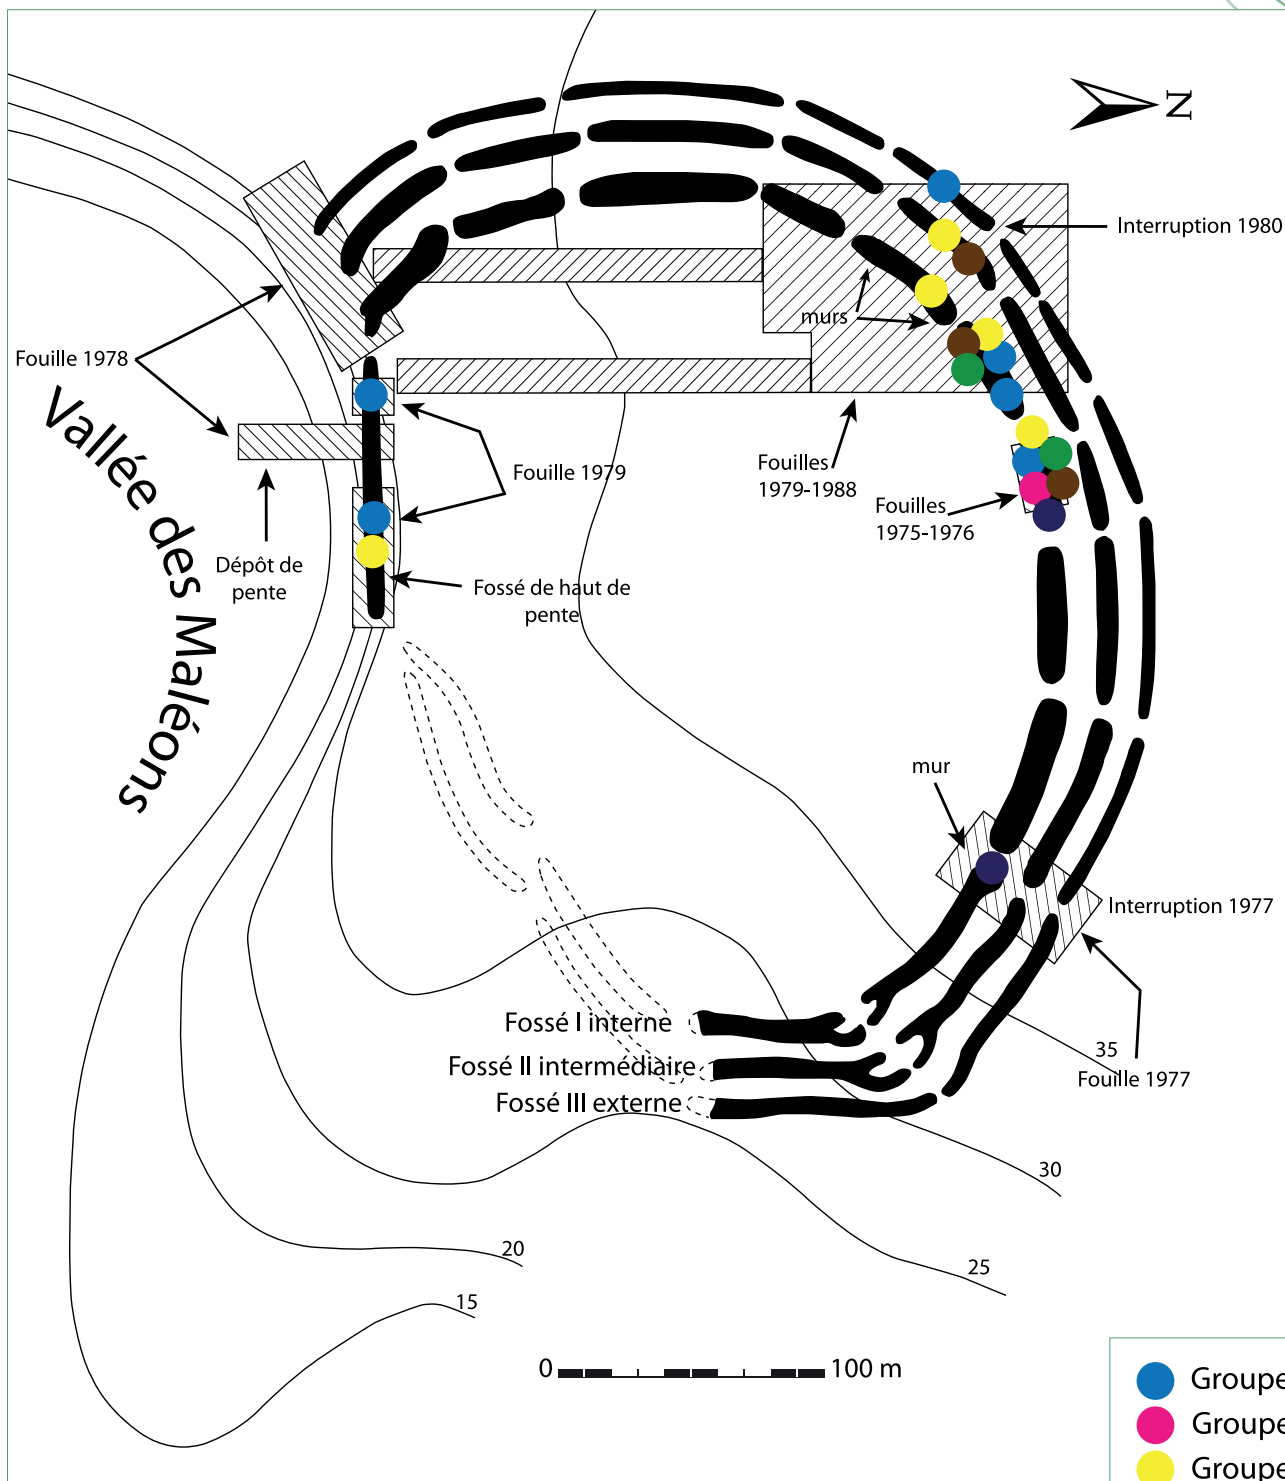 N
Interruption 1980
murs
Fouille 1978
Vallée des Maléons
Fouille 1979
Fouilles
1979-1988
Fouilles
1975-1976
Dépôt de
pente
Fossé de haut de
pente
mur
Interruption 1977
Fossé I interne
Fossé II intermédiaire
Fossé III externe
35
Fouille 1977
30
20
25
15
0
100 m
Groupe
Groupe
Groupe